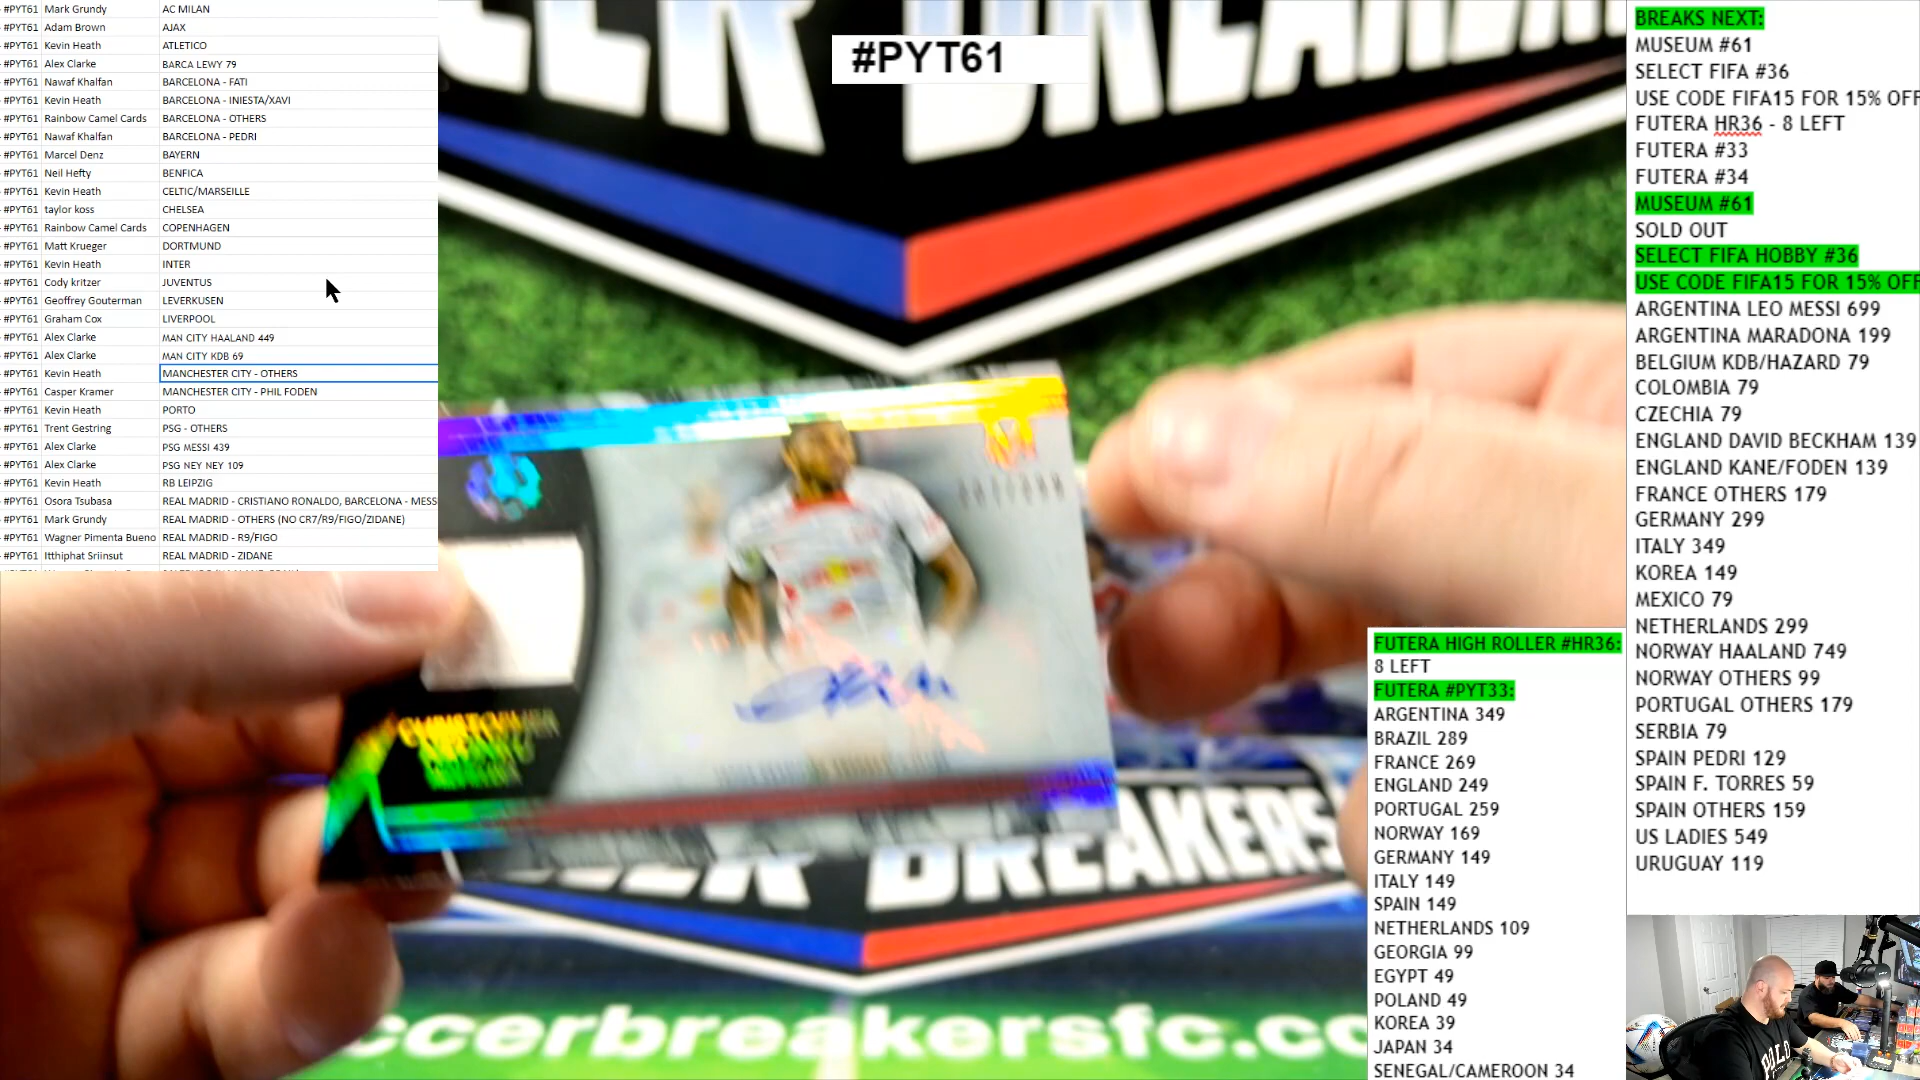 #PYT61 Mark Grundy AC MILAN
#PYT61 Adam Brown AJAX
#PYT61 Kevin Heath ATLETICO
#PYT61 Alex Clarke BARCA LEWY 79
#PYT61 Nawaf Khalfan BARCELONA - FATI
#PYT61 Kevin Heath BARCELONA - INIESTA/XAVI
#PYT61 Rainbow Camel Cards BARCELONA - OTHERS
#PYT61 Nawaf Khalfan BARCELONA - PEDRI
#PYT61 Marcel Denz BAYERN
#PYT61 Neil Hefty BENFICA
#PYT61 Kevin Heath CELTIC/MARSEILLE
#PYT61 taylor koss CHELSEA
#PYT61 Rainbow Camel Cards COPENHAGEN
#PYT61 Matt Krueger DORTMUND
#PYT61 Kevin Heath INTER
#PYT61 Cody kritzer JUVENTUS
#PYT61 Geoffrey Gouterman LEVERKUSEN
#PYT61 Graham Cox LIVERPOOL
#PYT61 Alex Clarke MAN CITY HAALAND 449
#PYT61 Alex Clarke MAN CITY KDB 69
#PYT61 Kevin Heath MANCHESTER CITY - OTHERS
#PYT61 Casper Kramer MANCHESTER CITY - PHIL FODEN
#PYT61 Kevin Heath PORTO
#PYT61 Trent Gestring PSG - OTHERS
#PYT61 Alex Clarke PSG MESSI 439
#PYT61 Alex Clarke PSG NEY NEY 109
#PYT61 Kevin Heath RB LEIPZIG
#PYT61 Osora Tsubasa REAL MADRID - CRISTIANO RONALDO, BARCELONA - MESS
#PYT61 Mark Grundy REAL MADRID - OTHERS (NO CR7/R9/FIGO/ZIDANE)
#PYT61 Wagner Pimenta Bueno REAL MADRID - R9/FIGO
#PYT61 Itthiphat Sriinsut REAL MADRID - ZIDANE
#PYT61
CHRISTOPHER
BREAKERS
ccerbreakersfc.co
BREAKS NEXT:
MUSEUM #61
SELECT FIFA #36
USE CODE FIFA15 FOR 15% OFF
FUTERA HR36 - 8 LEFT
FUTERA #33
FUTERA #34
MUSEUM #61
SOLD OUT
SELECT FIFA HOBBY #36
USE CODE FIFA15 FOR 15% OFF
ARGENTINA LEO MESSI 699
ARGENTINA MARADONA 199
BELGIUM KDB/HAZARD 79
COLOMBIA 79
CZECHIA 79
ENGLAND DAVID BECKHAM 139
ENGLAND KANE/FODEN 139
FRANCE OTHERS 179
GERMANY 299
ITALY 349
KOREA 149
MEXICO 79
NETHERLANDS 299
NORWAY HAALAND 749
NORWAY OTHERS 99
PORTUGAL OTHERS 179
SERBIA 79
SPAIN PEDRI 129
SPAIN F. TORRES 59
SPAIN OTHERS 159
US LADIES 549
URUGUAY 119
FUTERA HIGH ROLLER #HR36:
8 LEFT
FUTERA #PYT33:
ARGENTINA 349
BRAZIL 289
FRANCE 269
ENGLAND 249
PORTUGAL 259
NORWAY 169
GERMANY 149
ITALY 149
SPAIN 149
NETHERLANDS 109
GEORGIA 99
EGYPT 49
POLAND 49
KOREA 39
JAPAN 34
SENEGAL/CAMEROON 34